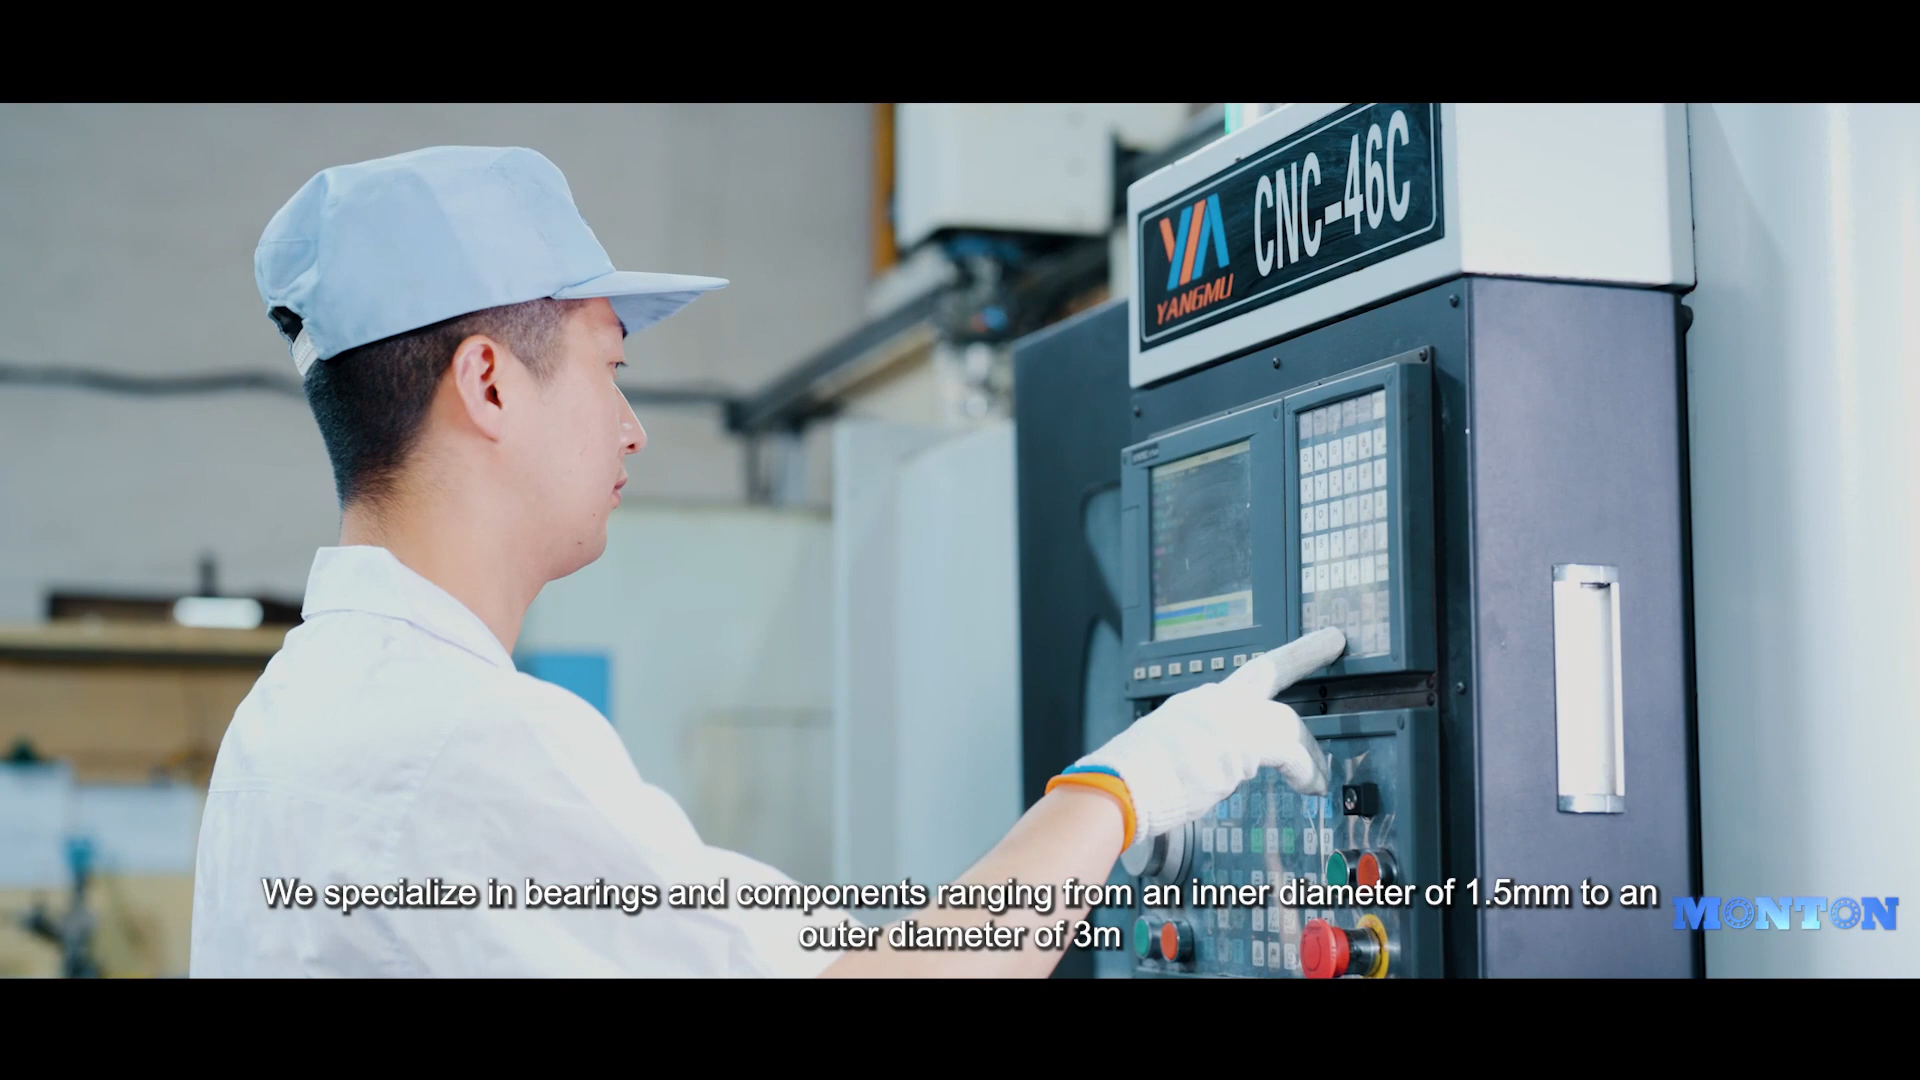 CNC-46C
YANGMU
We specialize in bearings and components ranging from an inner diameter of 1.5mm to an
outer diameter of 3m
MONTON